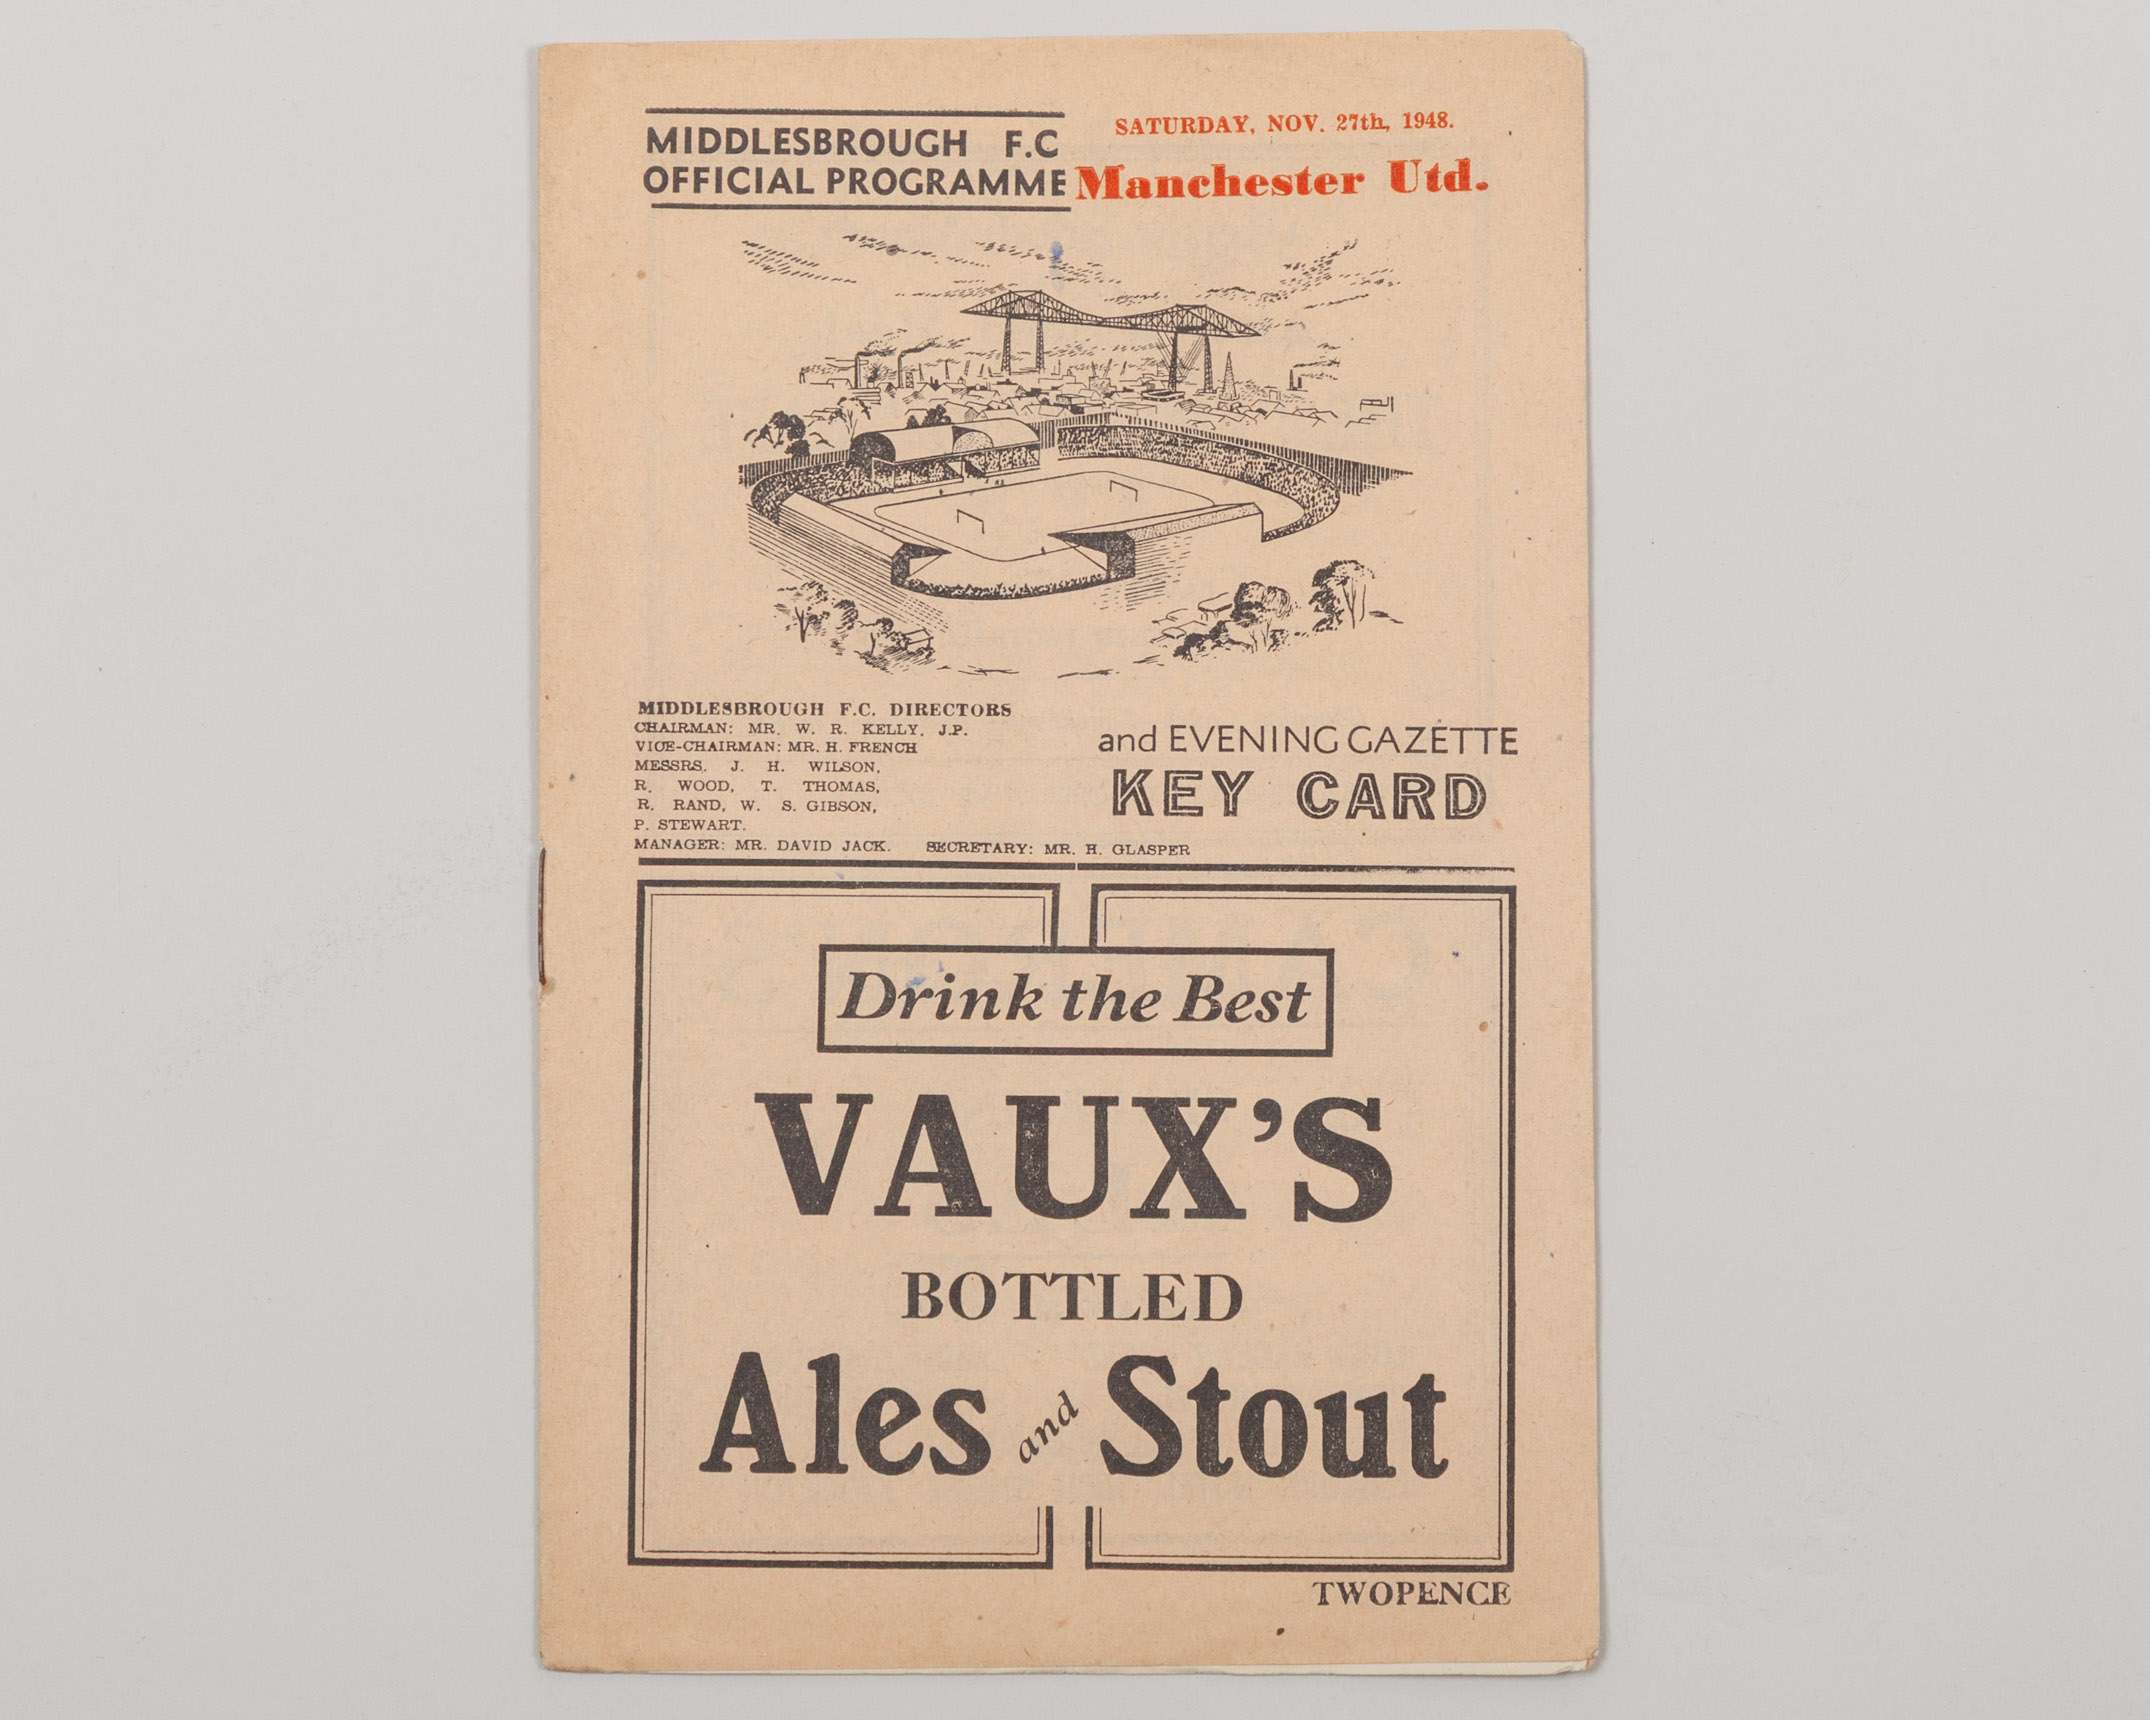 MIDDLESBROUGH F.C
OFFICIAL PROGRAMME
SATURDAY, NOV. 27th, 1948.
Manchester Utd.
MIDDLESBROUGH F.C. DIRECTORS
CHAIRMAN: MR. W. R. KELLY, J.P.
VICE-CHAIRMAN: MR. H. FRENCH
MESSRS. J. H. WILSON,
R. WOOD, T. THOMAS,
R. RAND, W. S. GIBSON,
P. STEWART.
MANAGER: MR. DAVID JACK. SECRETARY: MR. H. GLASPER
and EVENING GAZETTE
KEY CARD
Drink the Best
VAUX'S
BOTTLED
Ales and Stout
TWOPENCE